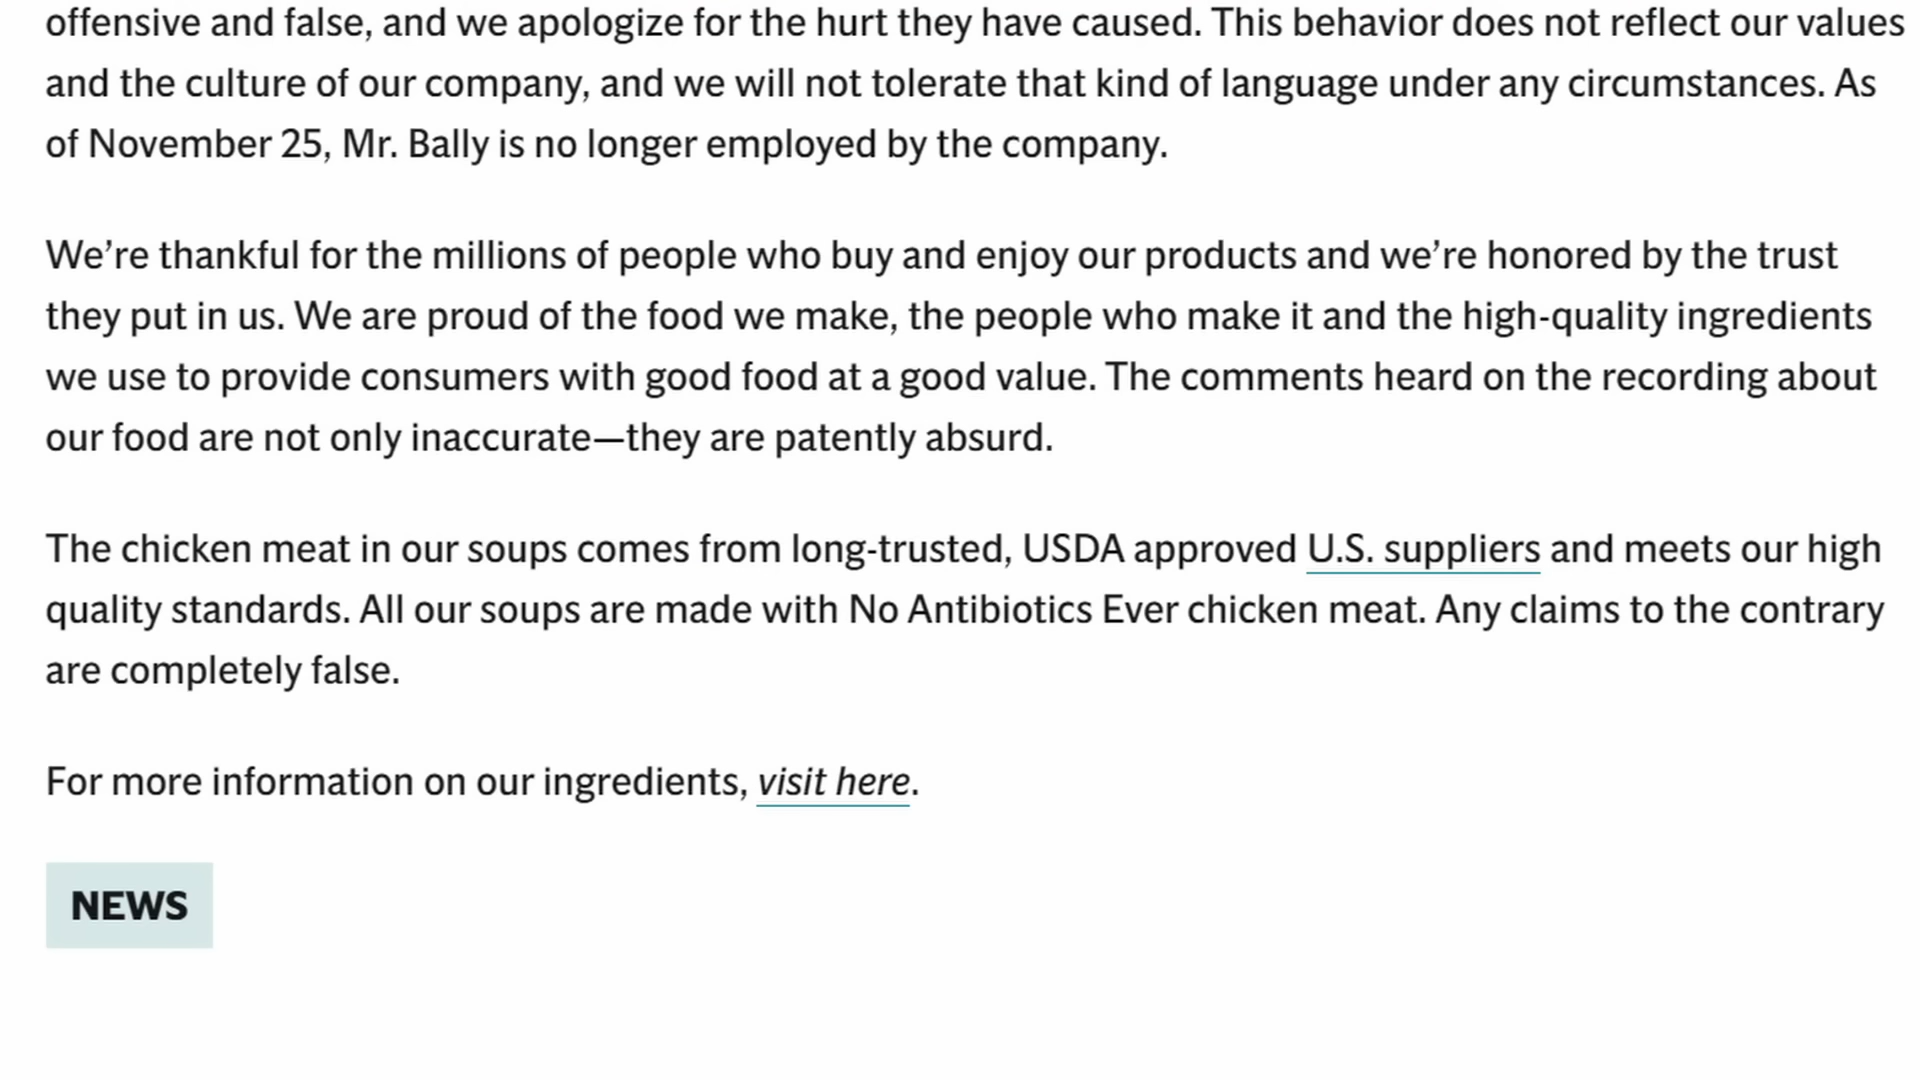 offensive and false, and we apologize for the hurt they have caused. This behavior does not reflect our values
and the culture of our company, and we will not tolerate that kind of language under any circumstances. As
of November 25, Mr. Bally is no longer employed by the company.
We’re thankful for the millions of people who buy and enjoy our products and we’re honored by the trust
they put in us. We are proud of the food we make, the people who make it and the high-quality ingredients
we use to provide consumers with good food at a good value. The comments heard on the recording about
our food are not only inaccurate—they are patently absurd.
The chicken meat in our soups comes from long-trusted, USDA approved U.S. suppliers and meets our high
quality standards. All our soups are made with No Antibiotics Ever chicken meat. Any claims to the contrary
are completely false.
For more information on our ingredients, visit here.
NEWS